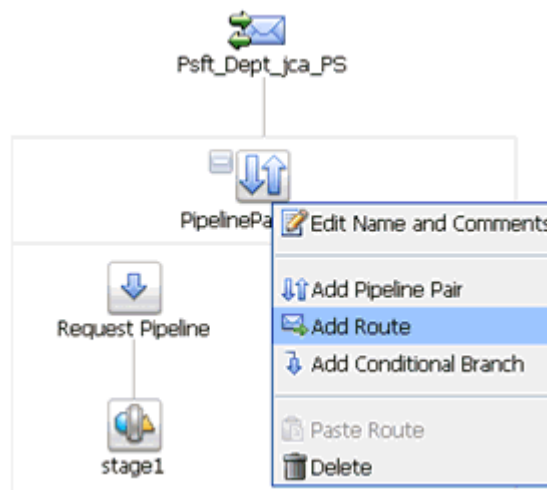 Psft_Dept_jca_PS
PipelinePa
Edit Name and Comments
Add Pipeline Pair
Request Pipeline
Add Route
Add Conditional Branch
Paste Route
stage1
Delete